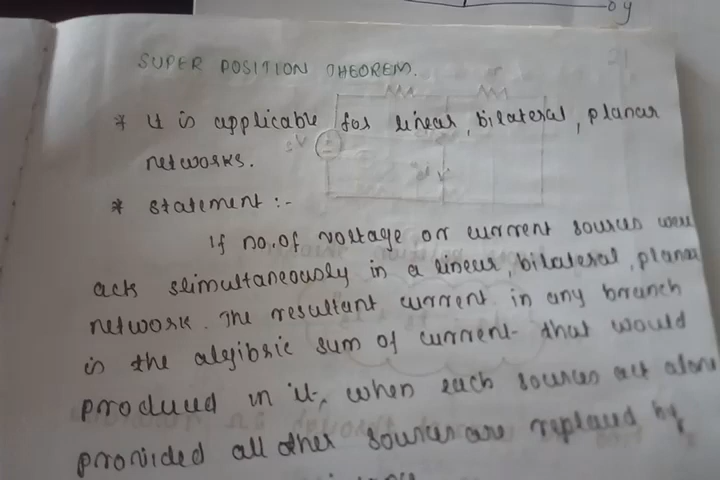 oy
SUPER POSITION THEOREM.
* It is applicable for linear, bilateral, planar
networks.
* statement :-
If no. of voltage or current sources were
acts slimultaneously in a linear, bilateral, planar
network. The resultant current in any branch
is the algibric sum of current that would
produed in it, when each sources act alone
provided all other sources are replaced by